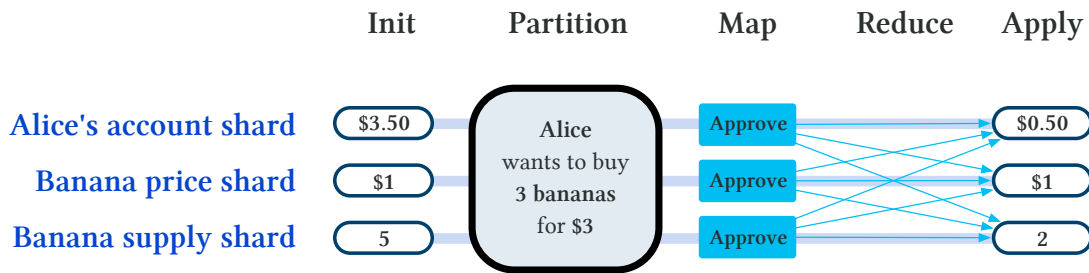 Init Partition Map Reduce Apply
Alice's account shard $3.50 Approve $0.50
Banana price shard $1 Approve $1
Banana supply shard 5 Approve 2
Alice
wants to buy
3 bananas
for $3